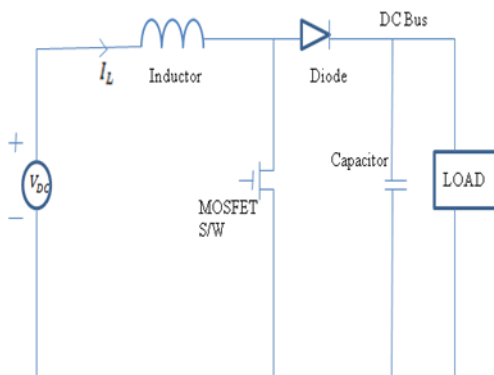 DC Bus
I_L
Inductor
Diode
+
Capacitor
V_DC
LOAD
−
MOSFET
S/W